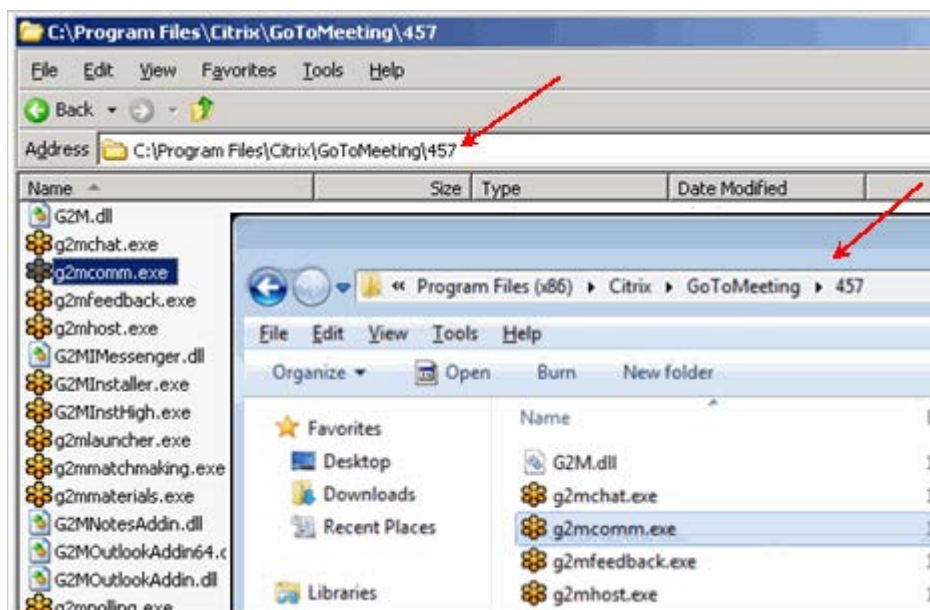 C:\Program Files\Citrix\GoToMeeting\457
File Edit View Favorites Tools Help
Back
Address C:\Program Files\Citrix\GoToMeeting\457
Name Size Type Date Modified
G2M.dll
g2mchat.exe
g2mcomm.exe
g2mfeedback.exe
g2mhost.exe
G2MIMessenger.dll
G2MInstaller.exe
G2MInstHigh.exe
g2mlauncher.exe
g2mmatchmaking.exe
g2mmaterials.exe
G2MNotesAddin.dll
G2MOutlookAddin64.
G2MOutlookAddin.dll
g2mpolling.exe
« Program Files (x86) ▸ Citrix ▸ GoToMeeting ▸ 457
File Edit View Tools Help
Organize Open Burn New folder
Favorites
Desktop
Downloads
Recent Places
Libraries
Name
G2M.dll
g2mchat.exe
g2mcomm.exe
g2mfeedback.exe
g2mhost.exe